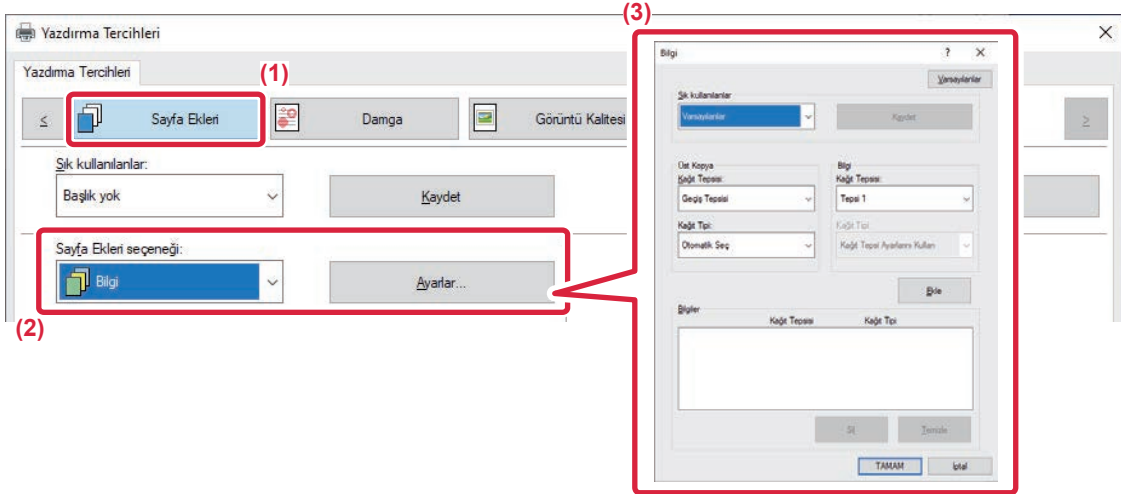 (3)
Yazdırma Tercihleri
Yazdırma Tercihleri
(1)
≤ Sayfa Ekleri Damga Görüntü Kalitesi ≥
Sık kullanılanlar:
Başlık yok Kaydet
Sayfa Ekleri seçeneği:
Bilgi Ayarlar...
(2)
Bilgi ? X
Varsayılanlar
Sık kullanılanlar
Varsayılanlar Kaydet
Üst Kopya
Kağıt Tepsisi:
Geçiş Tepsisi
Kağıt Tipi:
Otomatik Seç
Bilgi
Kağıt Tepsisi:
Tepsi 1
Kağıt Tipi:
Kağıt Tepsi Ayarlarını Kullan
Ekle
Bilgiler
Kağıt Tepsisi Kağıt Tipi
Sil Temizle
TAMAM İptal